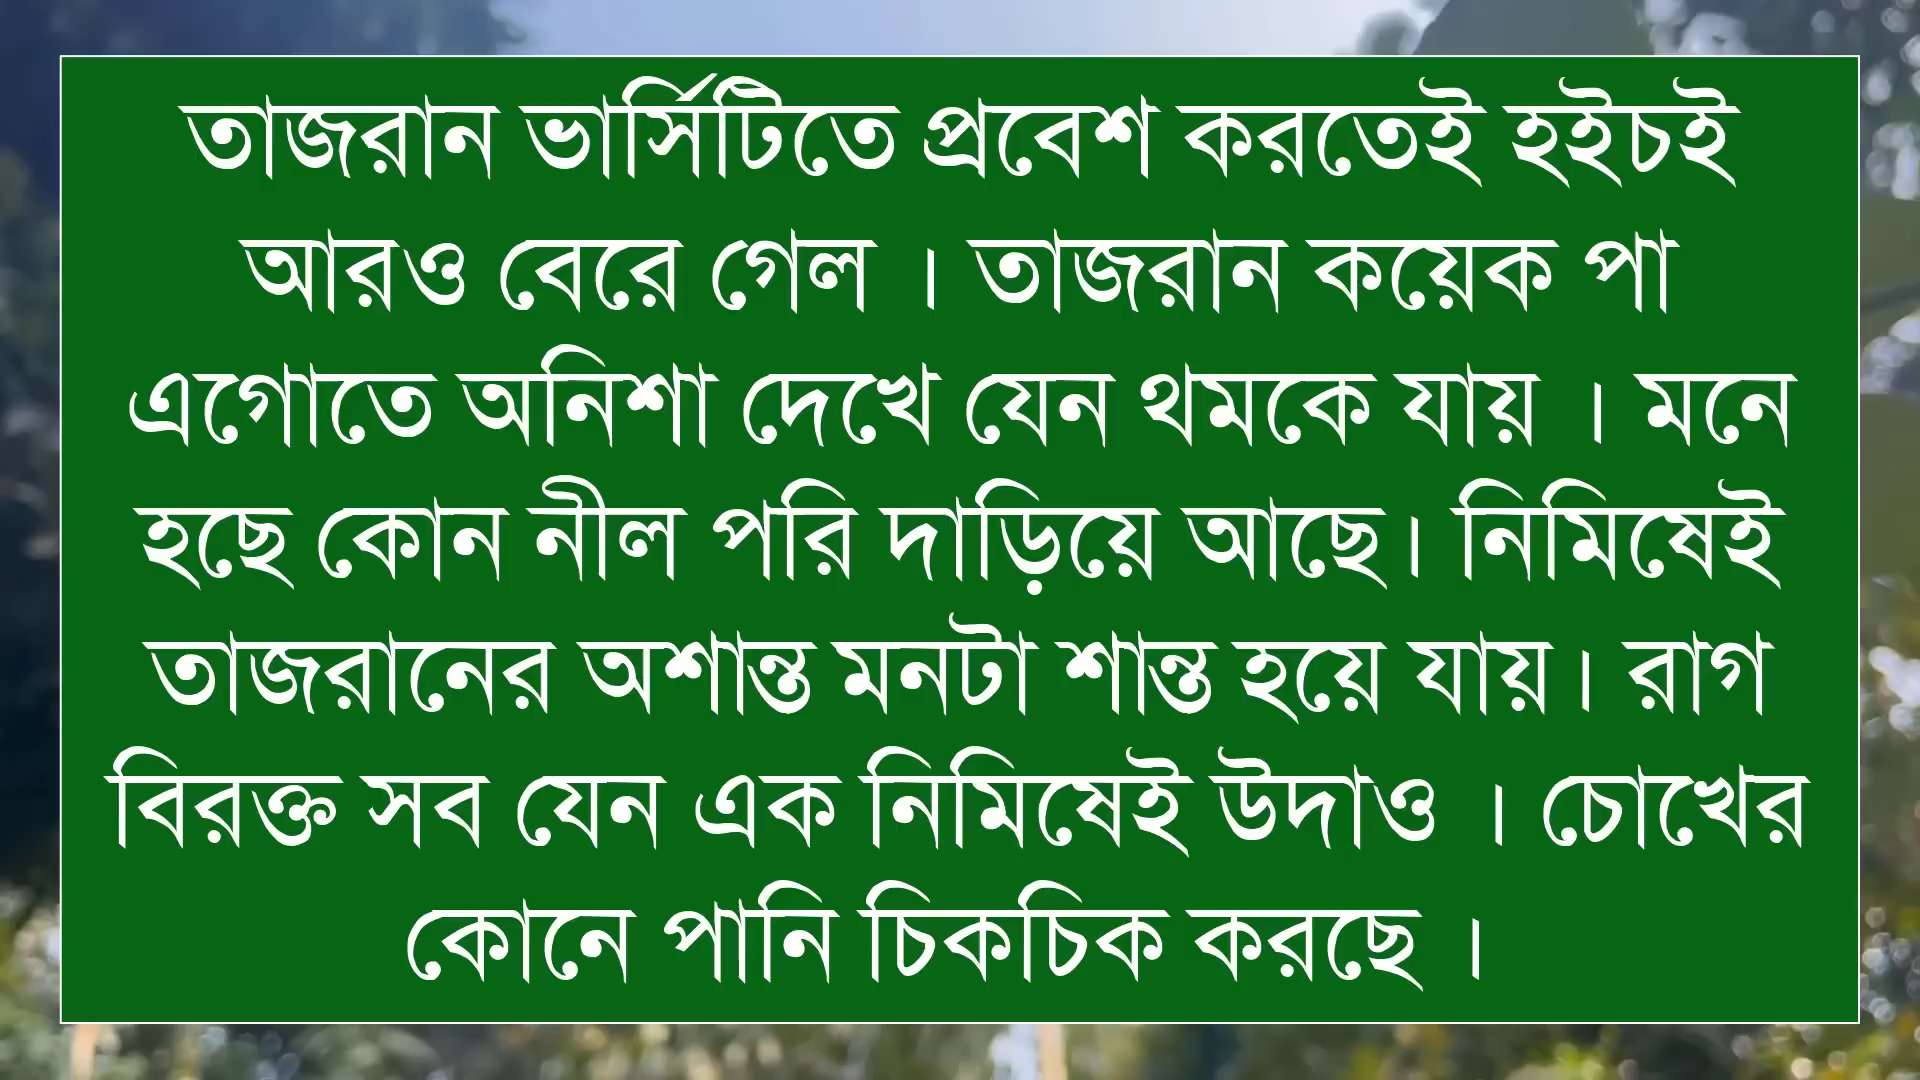 তাজরান ভার্সিটিতে প্রবেশ করতেই হইচই
আরও বেরে গেল । তাজরান কয়েক পা
এগোতে অনিশা দেখে যেন থমকে যায় । মনে
হছে কোন নীল পরি দাড়িয়ে আছে। নিমিষেই
তাজরানের অশান্ত মনটা শান্ত হয়ে যায়। রাগ
বিরক্ত সব যেন এক নিমিষেই উদাও । চোখের
কোনে পানি চিকচিক করছে ।